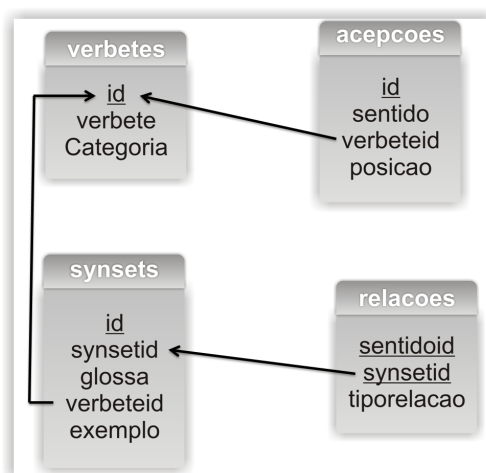 verbetes
id
verbete
Categoria
acepcoes
id
sentido
verbeteid
posicao
synsets
id
synsetid
glossa
verbeteid
exemplo
relacoes
sentidoid
synsetid
tiporelacao